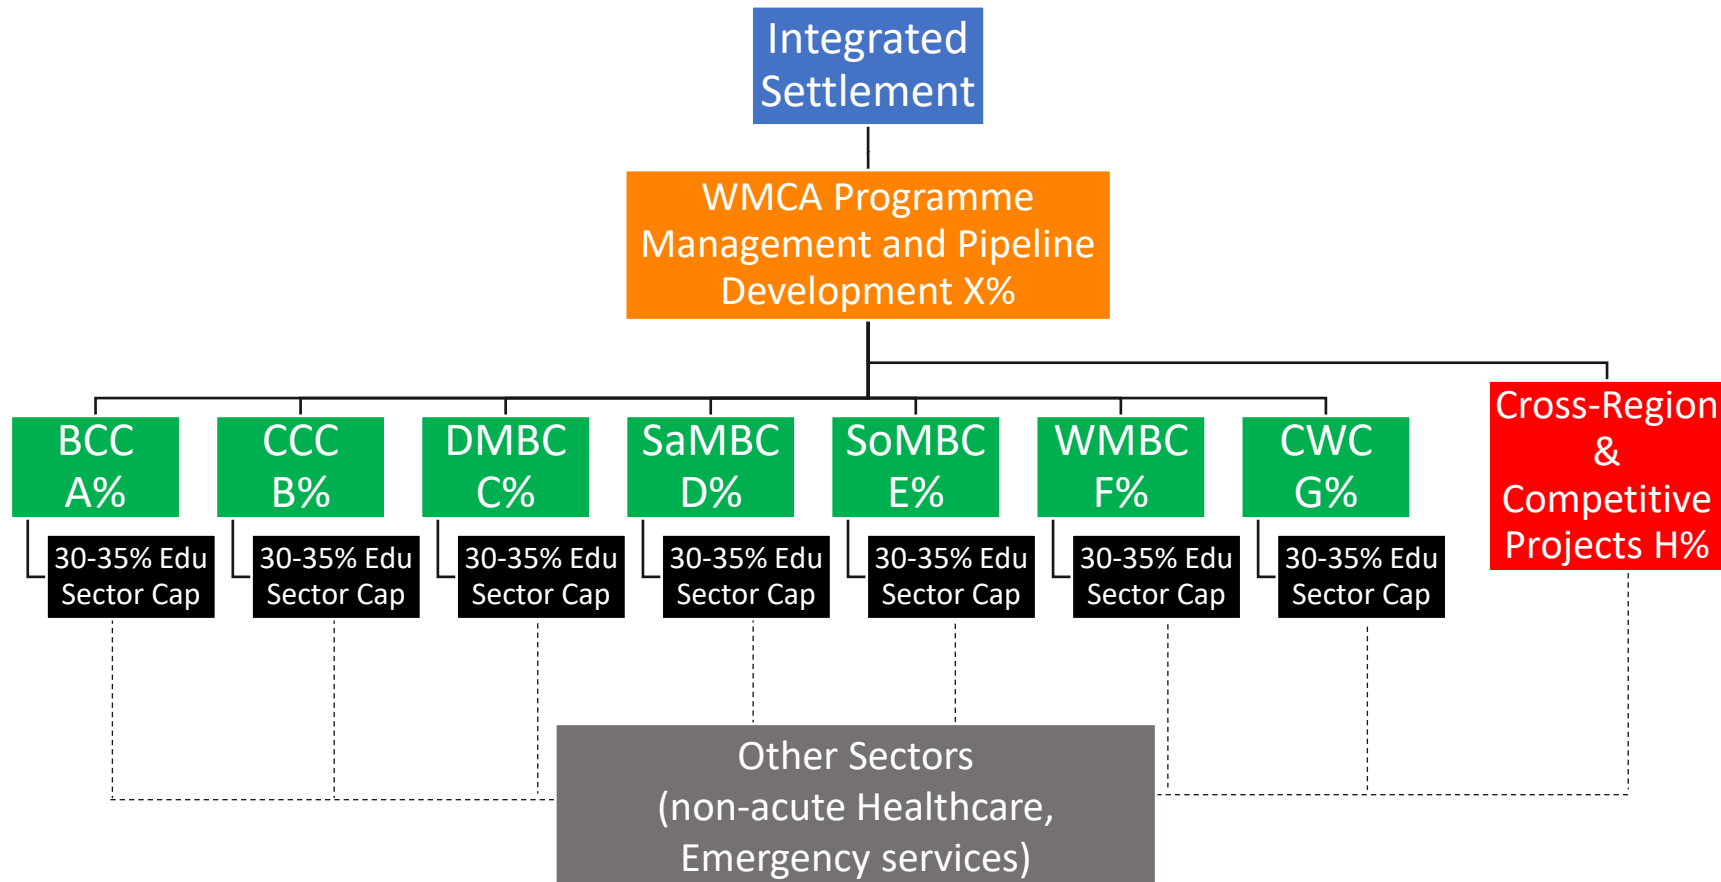 Integrated
Settlement
WMCA Programme
Management and Pipeline
Development X%
BCC
A%
CCC
B%
DMBC
C%
SaMBC
D%
SoMBC
E%
WMBC
F%
CWC
G%
Cross-Region
&
Competitive
Projects H%
30-35% Edu
Sector Cap
30-35% Edu
Sector Cap
30-35% Edu
Sector Cap
30-35% Edu
Sector Cap
30-35% Edu
Sector Cap
30-35% Edu
Sector Cap
30-35% Edu
Sector Cap
Other Sectors
(non-acute Healthcare,
Emergency services)